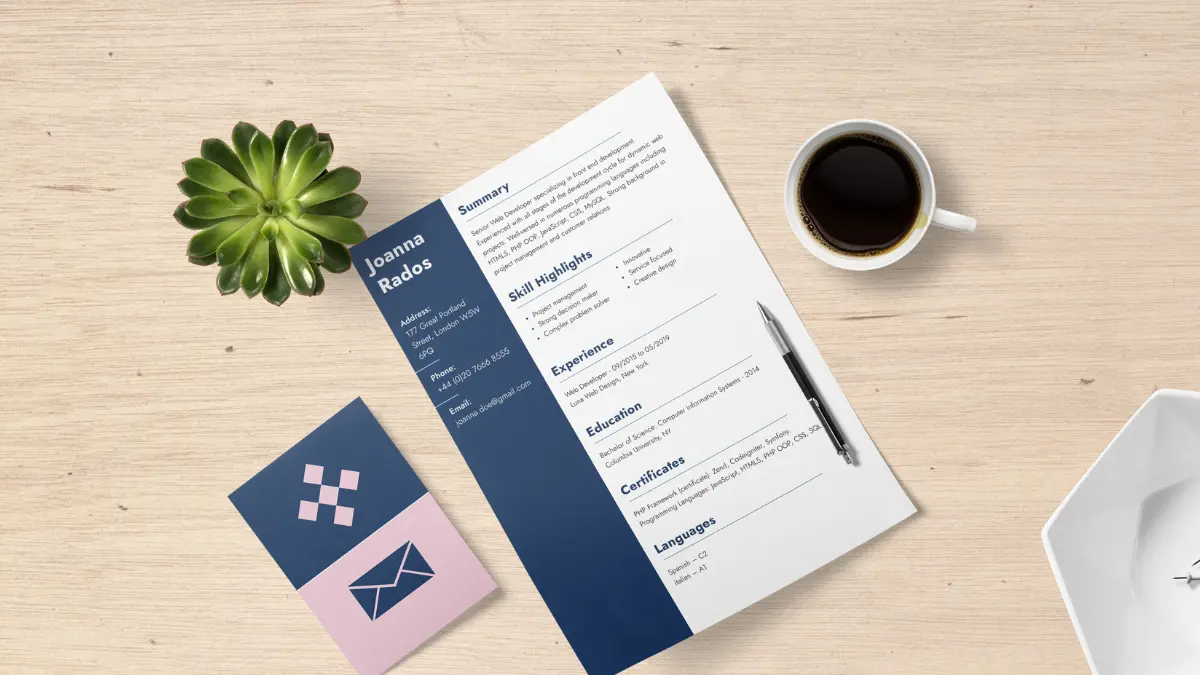 Joanna
Rados
Address:
177 Great Portland
Street, London W5W
6PQ
Phone:
+44 (0)20 7666 8555
Email:
joanna.doe@gmail.com
Summary
Senior Web Developer specializing in front end development.
Experienced with all stages of the development cycle for dynamic web
projects. Well-versed in numerous programming languages including
HTML5, PHP OOP, JavaScript, CSS, MySQL. Strong background in
project management and customer relations
Skill Highlights
• Project management
• Strong decision maker
• Complex problem solver
• Innovative
• Service focused
• Creative design
Experience
Web Developer - 09/2015 to 05/2019
Luna Web Design, New York
Education
Bachelor of Science: Computer Information Systems - 2014
Columbia University, NY
Certificates
PHP Framework (certificate): Zend, Codeigniter, Symfony.
Programming Languages: JavaScript, HTML5, PHP OOP, CSS, SQL
Languages
Spanish – C2
Italian – A1